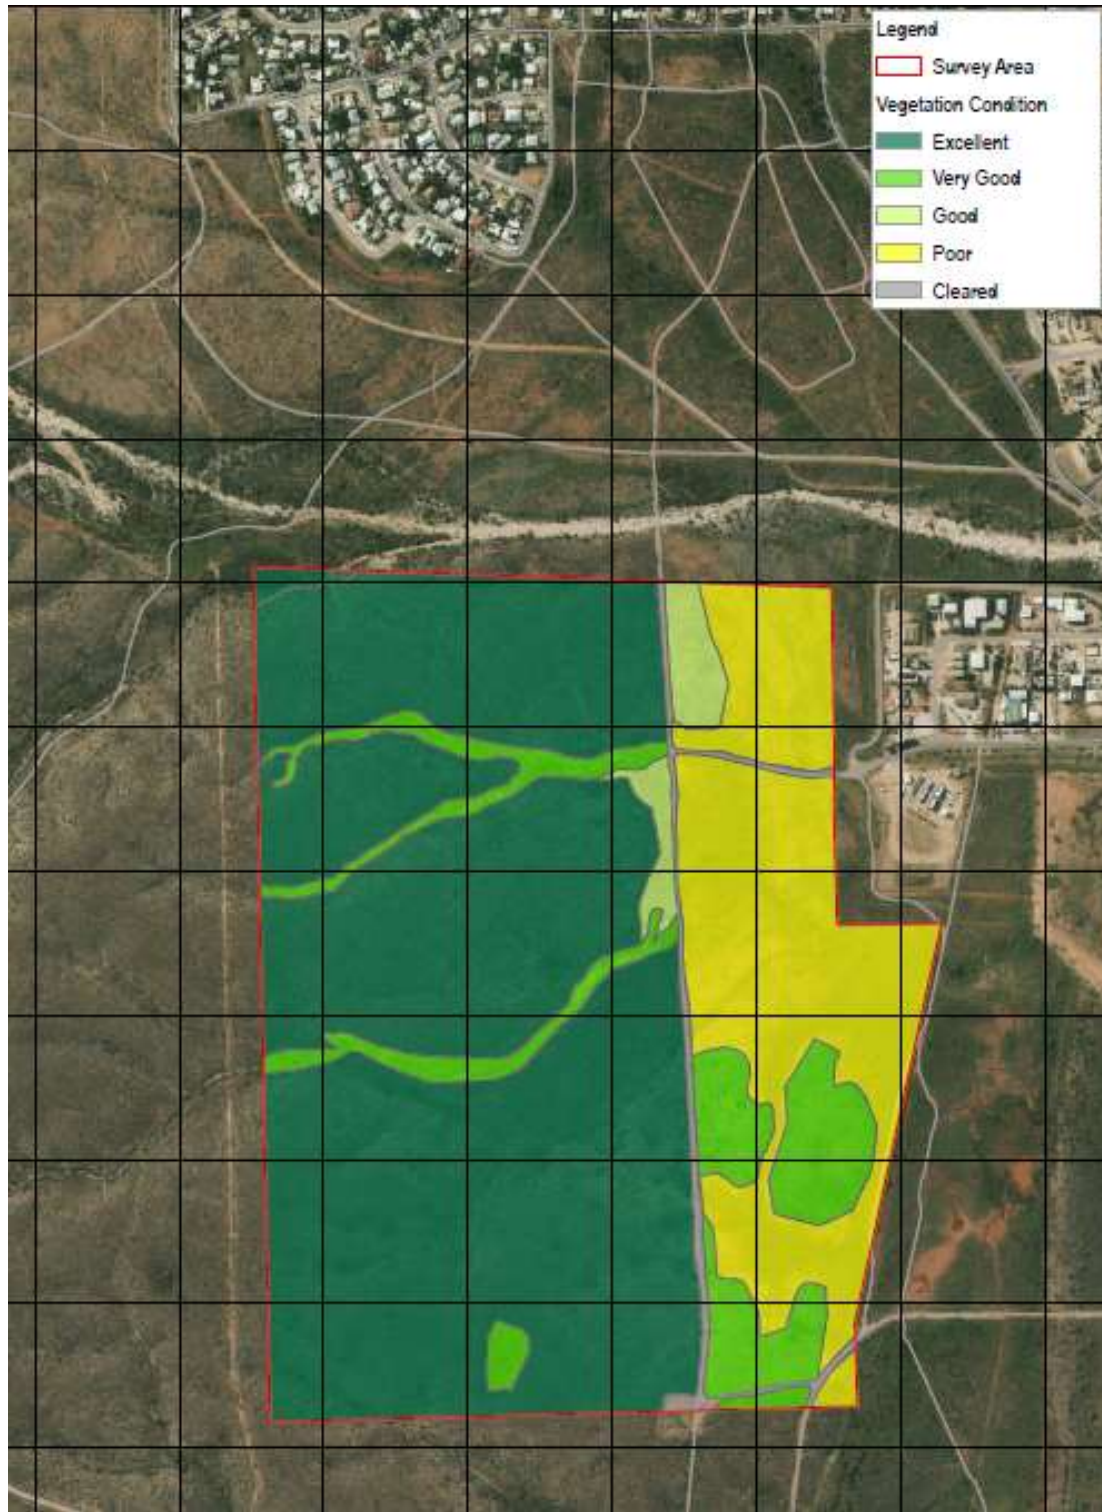 Legend
Survey Area
Vegetation Condition
Excellent
Very Good
Good
Poor
Cleared